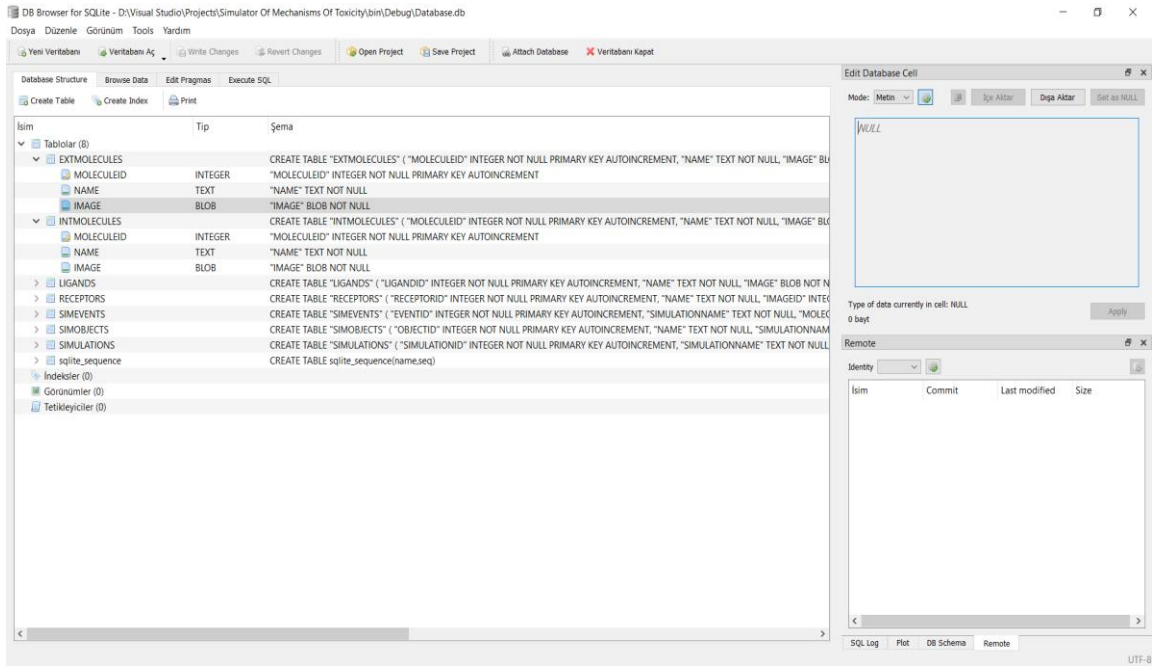 DB Browser for SQLite - D:\Visual Studio\Projects\Simulator Of Mechanisms Of Toxicity\bin\Debug\Database.db
Dosya Düzenle Görünüm Tools Yardım
Yeni Veritabanı Veritabanı Aç Write Changes Revert Changes Open Project Save Project Attach Database Veritabanı Kapat
Database Structure Browse Data Edit Pragmas Execute SQL
Create Table Create Index Print
İsim Tip Şema
Tablolar (8)
EXTMOLECULES CREATE TABLE "EXTMOLECULES" ( "MOLECULEID" INTEGER NOT NULL PRIMARY KEY AUTOINCREMENT, "NAME" TEXT NOT NULL, "IMAGE" BL
MOLECULEID INTEGER "MOLECULEID" INTEGER NOT NULL PRIMARY KEY AUTOINCREMENT
NAME TEXT "NAME" TEXT NOT NULL
IMAGE BLOB "IMAGE" BLOB NOT NULL
INTMOLECULES CREATE TABLE "INTMOLECULES" ( "MOLECULEID" INTEGER NOT NULL PRIMARY KEY AUTOINCREMENT, "NAME" TEXT NOT NULL, "IMAGE" BLO
MOLECULEID INTEGER "MOLECULEID" INTEGER NOT NULL PRIMARY KEY AUTOINCREMENT
NAME TEXT "NAME" TEXT NOT NULL
IMAGE BLOB "IMAGE" BLOB NOT NULL
LIGANDS CREATE TABLE "LIGANDS" ( "LIGANDID" INTEGER NOT NULL PRIMARY KEY AUTOINCREMENT, "NAME" TEXT NOT NULL, "IMAGE" BLOB NOT N
RECEPTORS CREATE TABLE "RECEPTORS" ( "RECEPTORID" INTEGER NOT NULL PRIMARY KEY AUTOINCREMENT, "NAME" TEXT NOT NULL, "IMAGEID" INTE
SIMEVENTS CREATE TABLE "SIMEVENTS" ( "EVENTID" INTEGER NOT NULL PRIMARY KEY AUTOINCREMENT, "SIMULATIONNAME" TEXT NOT NULL, "MOLEC
SIMOBJECTS CREATE TABLE "SIMOBJECTS" ( "OBJECTID" INTEGER NOT NULL PRIMARY KEY AUTOINCREMENT, "NAME" TEXT NOT NULL, "SIMULATIONNAM
SIMULATIONS CREATE TABLE "SIMULATIONS" ( "SIMULATIONID" INTEGER NOT NULL PRIMARY KEY AUTOINCREMENT, "SIMULATIONNAME" TEXT NOT NULL
sqlite_sequence CREATE TABLE sqlite_sequence(name,seq)
İndeksler (0)
Görünümler (0)
Tetikleyiciler (0)
Edit Database Cell
Mode: Metin İçe Aktar Dışa Aktar Set as NULL
NULL
Type of data currently in cell: NULL
0 bayt
Apply
Remote
Identity
İsim Commit Last modified Size
SQL Log Plot DB Schema Remote
UTF-8